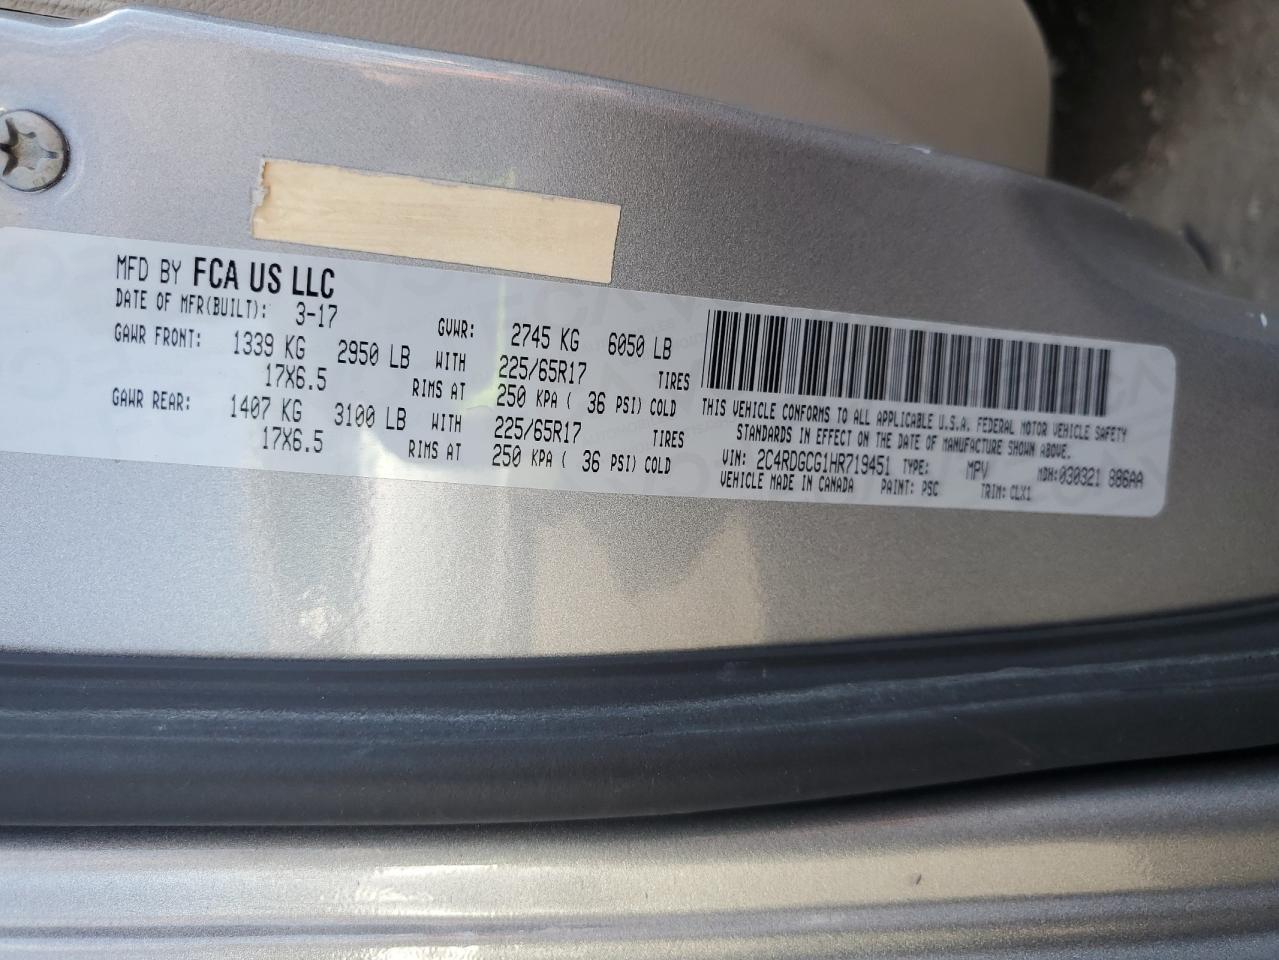 MFD BY FCA US LLC
DATE OF MFR(BUILT): 3-17 GVWR: 2745 KG 6050 LB
GAWR FRONT: 1339 KG 2950 LB WITH 225/65R17 TIRES
17X6.5 RIMS AT 250 KPA ( 36 PSI) COLD
GAWR REAR: 1407 KG 3100 LB WITH 225/65R17 TIRES
17X6.5 RIMS AT 250 KPA ( 36 PSI) COLD
THIS VEHICLE CONFORMS TO ALL APPLICABLE U.S.A. FEDERAL MOTOR VEHICLE SAFETY
STANDARDS IN EFFECT ON THE DATE OF MANUFACTURE SHOWN ABOVE.
VIN: 2C4RDGCG1HR719451 TYPE: MPV MDH:030321 886AA
VEHICLE MADE IN CANADA PAINT: PSC TRIM: CLX1